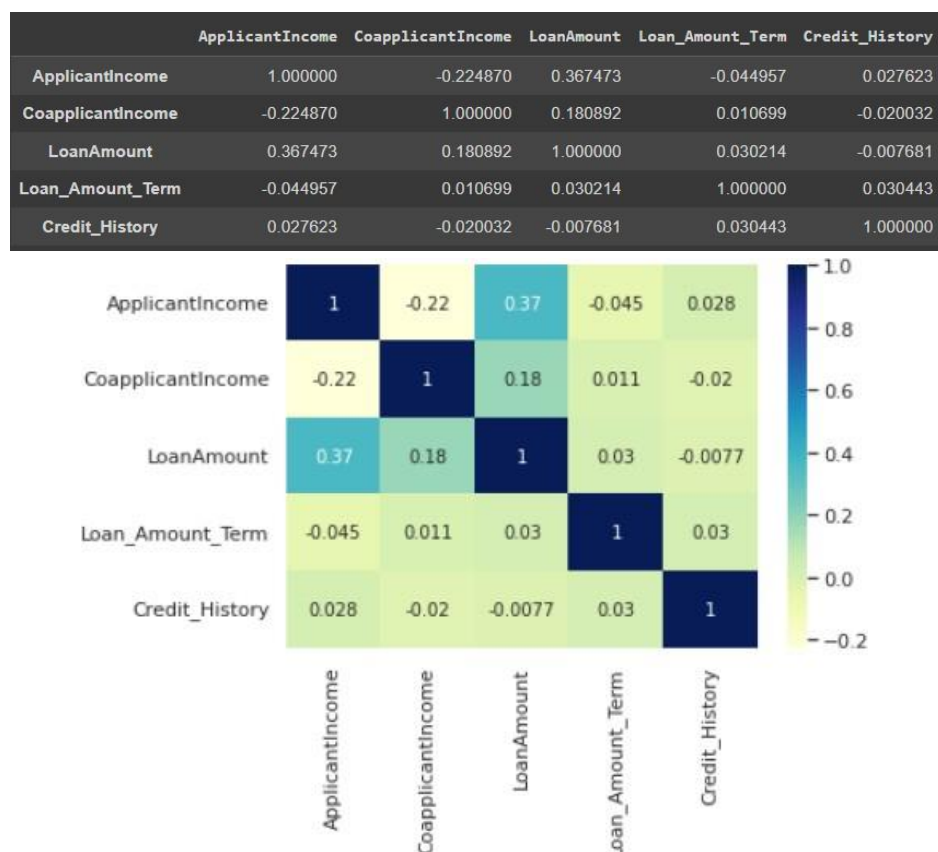 ApplicantIncome CoapplicantIncome LoanAmount Loan_Amount_Term Credit_History
ApplicantIncome 1.000000 -0.224870 0.367473 -0.044957 0.027623
CoapplicantIncome -0.224870 1.000000 0.180892 0.010699 -0.020032
LoanAmount 0.367473 0.180892 1.000000 0.030214 -0.007681
Loan_Amount_Term -0.044957 0.010699 0.030214 1.000000 0.030443
Credit_History 0.027623 -0.020032 -0.007681 0.030443 1.000000
ApplicantIncome 1 -0.22 0.37 -0.045 0.028
CoapplicantIncome -0.22 1 0.18 0.011 -0.02
LoanAmount 0.37 0.18 1 0.03 -0.0077
Loan_Amount_Term -0.045 0.011 0.03 1 0.03
Credit_History 0.028 -0.02 -0.0077 0.03 1
1.0
0.8
0.6
0.4
0.2
0.0
−0.2
ApplicantIncome
CoapplicantIncome
LoanAmount
oan_Amount_Term
Credit_History